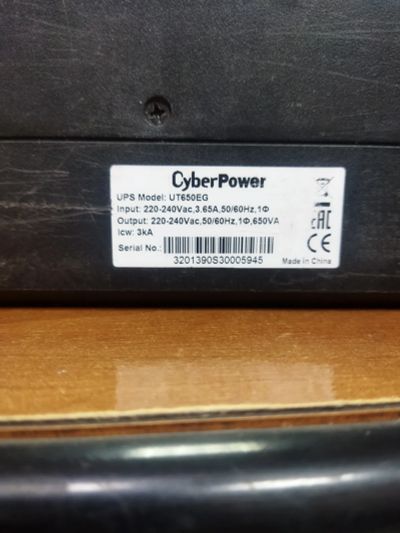 CyberPower
UPS Model: UT650EG
Input: 220-240Vac,3.65A,50/60Hz,1Φ
Output: 220-240Vac,50/60Hz,1Φ,650VA
Icw: 3kA
Serial No.:
3201390S30005945
EAC
CE
Made in China